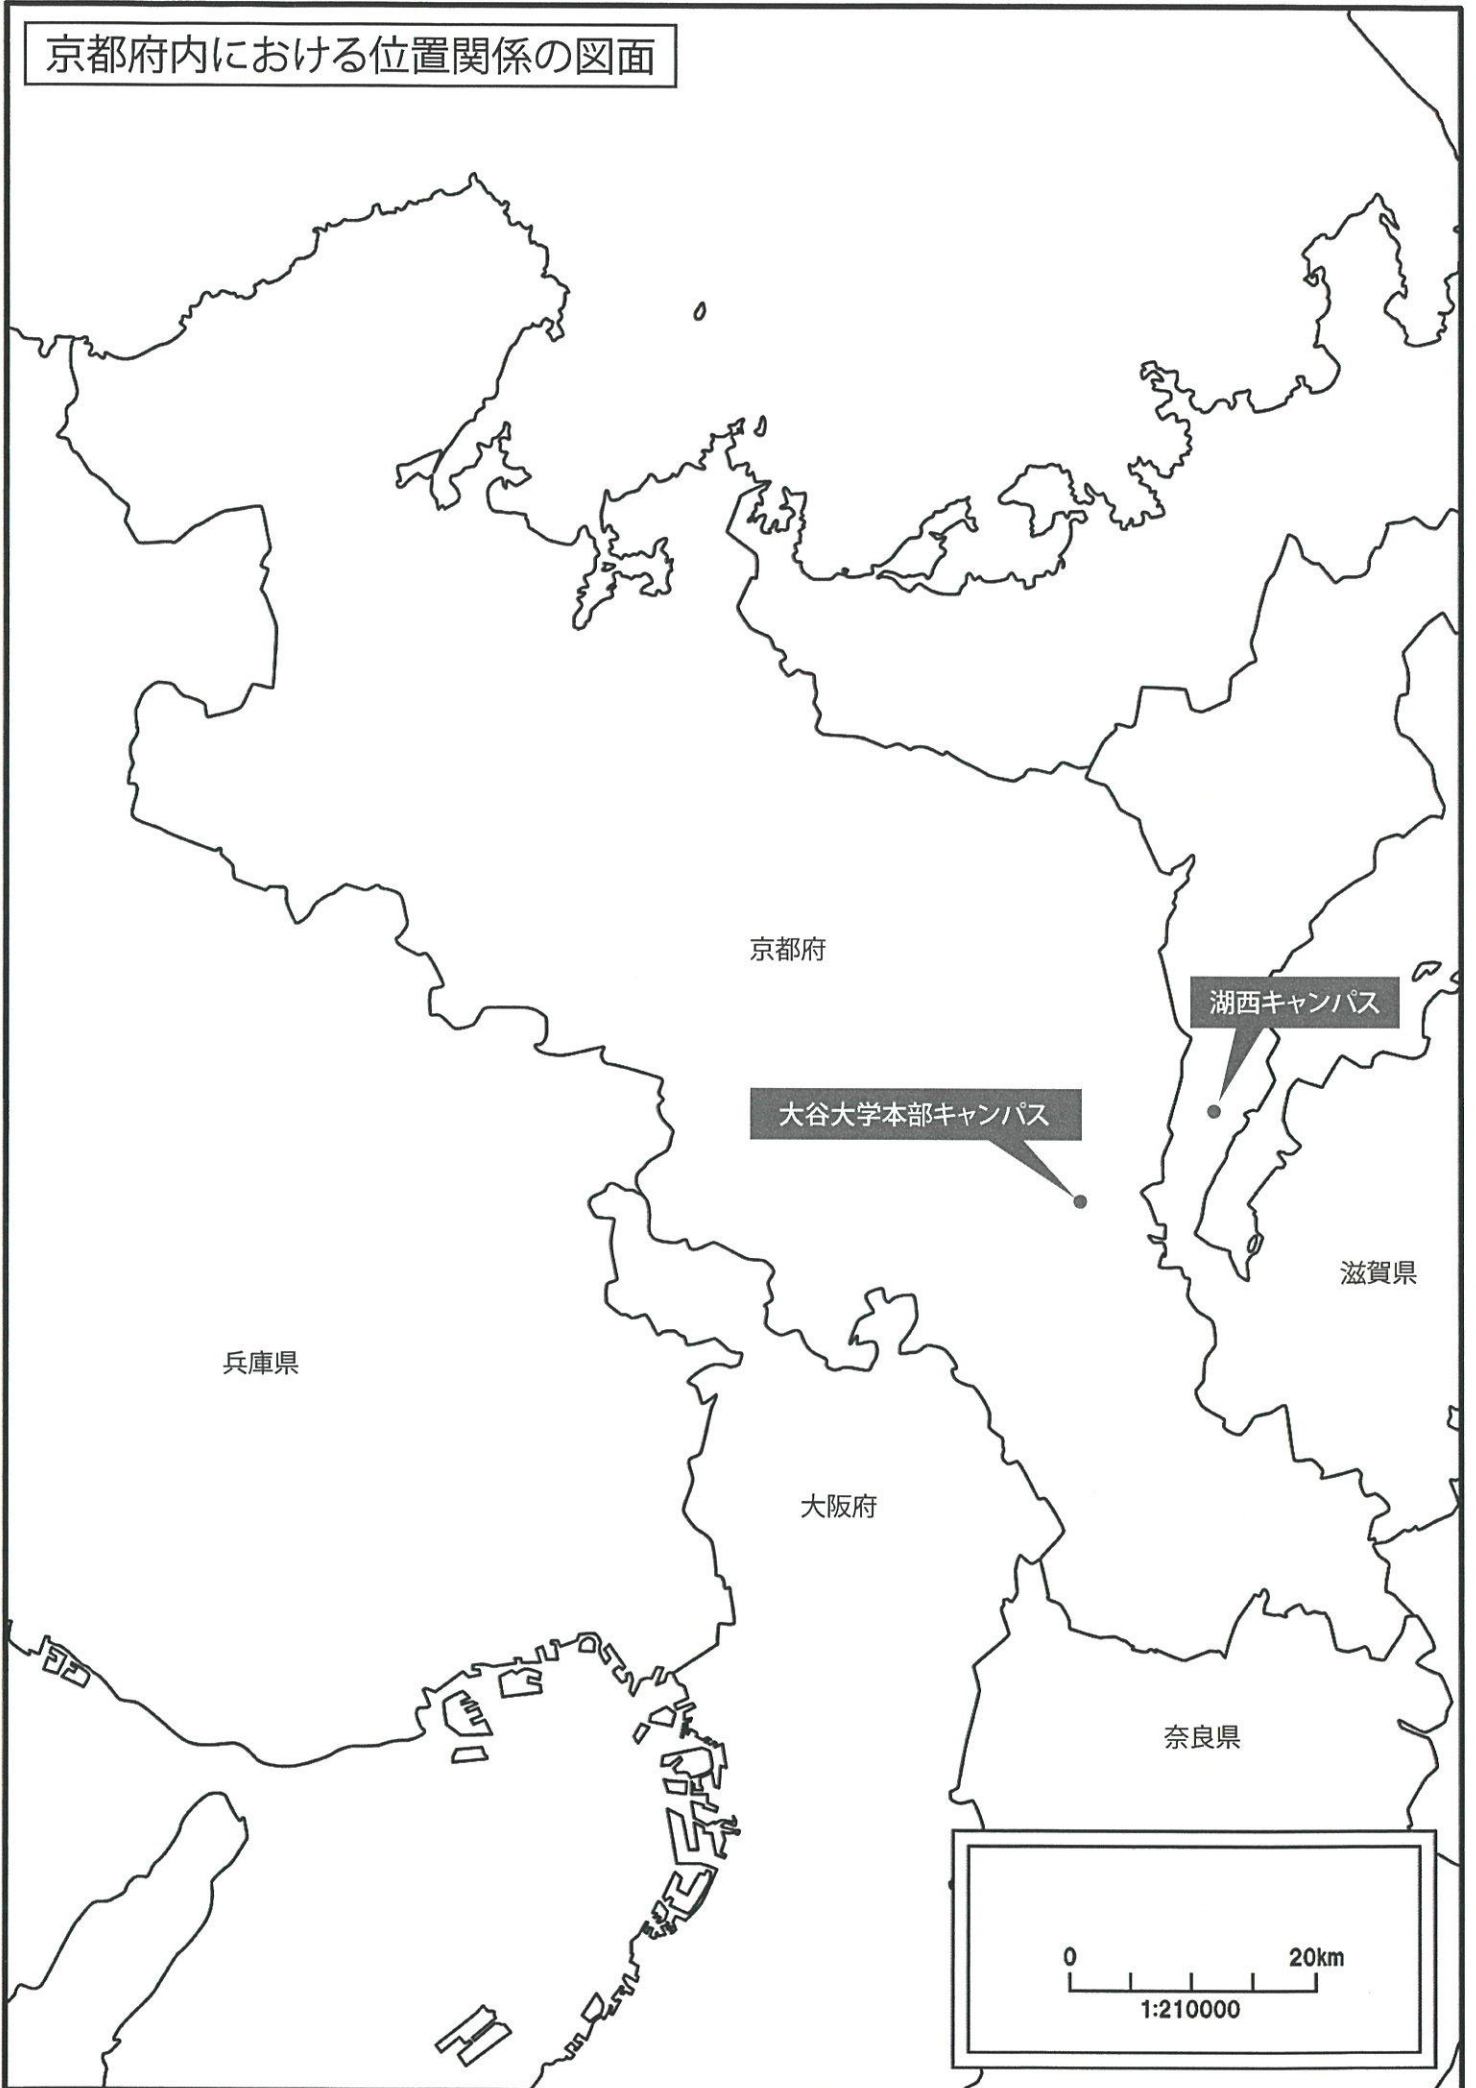 京都府内における位置関係の図面
京都府
湖西キャンパス
大谷大学本部キャンパス
滋賀県
兵庫県
大阪府
奈良県
0 20km
1:210000